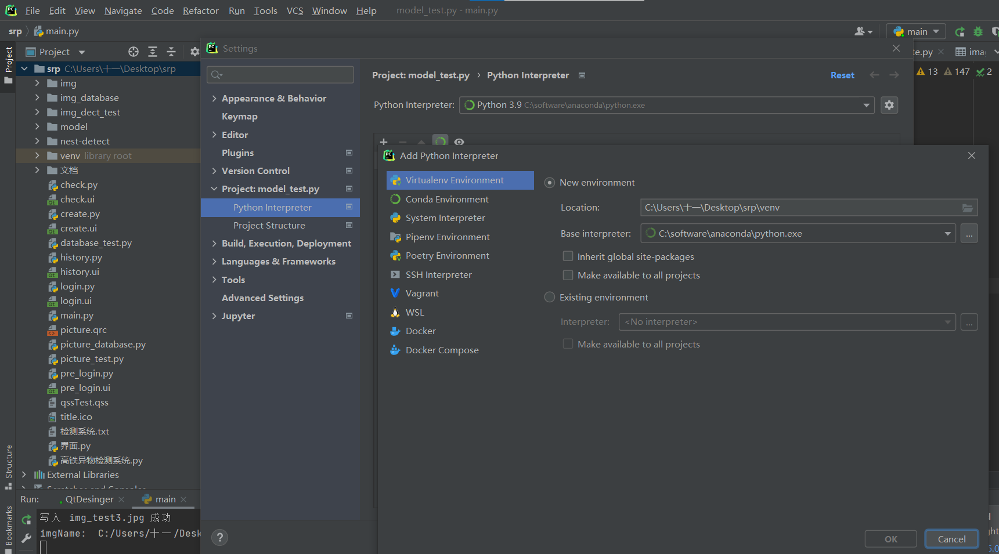 File Edit View Navigate Code Refactor Run Tools VCS Window Help model_test.py - main.py
srp main.py
main
Project
Project
srp C:\Users\十一\Desktop\srp
img
img_database
img_dect_test
model
nest-detect
venv library root
文档
check.py
check.ui
create.py
create.ui
database_test.py
history.py
history.ui
login.py
login.ui
main.py
picture.qrc
picture_database.py
picture_test.py
pre_login.py
pre_login.ui
qssTest.qss
title.ico
检测系统.txt
界面.py
高铁异物检测系统.py
External Libraries
Structure
Bookmarks
Run: QtDesinger main
写入 img_test3.jpg 成功
imgName: C:/Users/十一/Desk
Settings
Appearance & Behavior
Keymap
Editor
Plugins
Version Control
Project: model_test.py
Python Interpreter
Project Structure
Build, Execution, Deployment
Languages & Frameworks
Tools
Advanced Settings
Jupyter
?
Project: model_test.py › Python Interpreter
Reset
Python Interpreter: Python 3.9 C:\software\anaconda\python.exe
te.py
13 147 2
Add Python Interpreter
Virtualenv Environment
Conda Environment
System Interpreter
Pipenv Environment
Poetry Environment
SSH Interpreter
Vagrant
WSL
Docker
Docker Compose
New environment
Location: C:\Users\十一\Desktop\srp\venv
Base interpreter: C:\software\anaconda\python.exe ...
Inherit global site-packages
Make available to all projects
Existing environment
Interpreter: <No interpreter> ...
Make available to all projects
OK Cancel